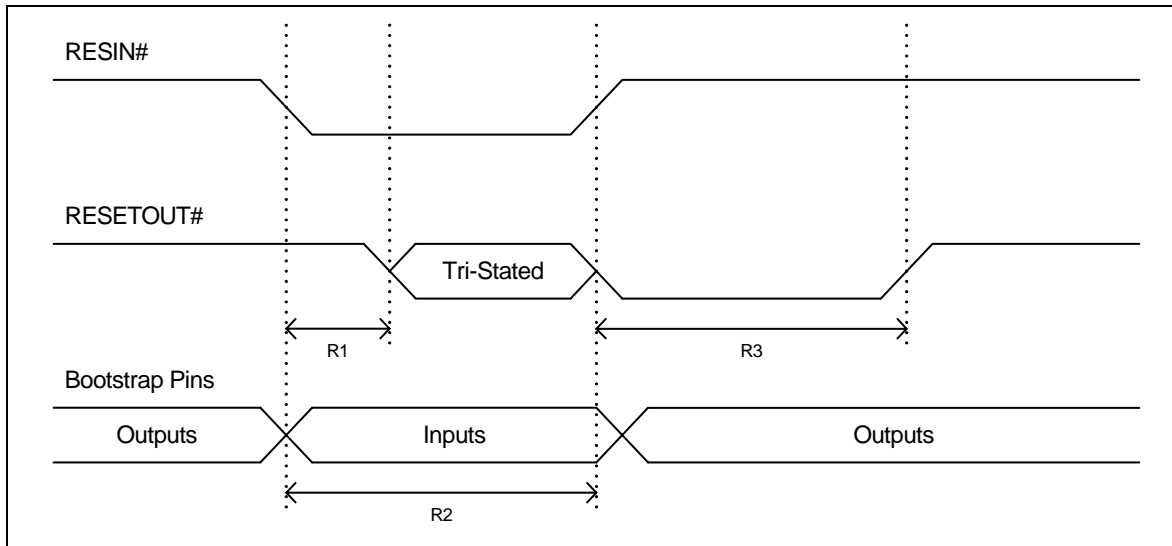 RESIN#
RESETOUT#
Tri-Stated
R1
R3
Bootstrap Pins
Outputs
Inputs
Outputs
R2